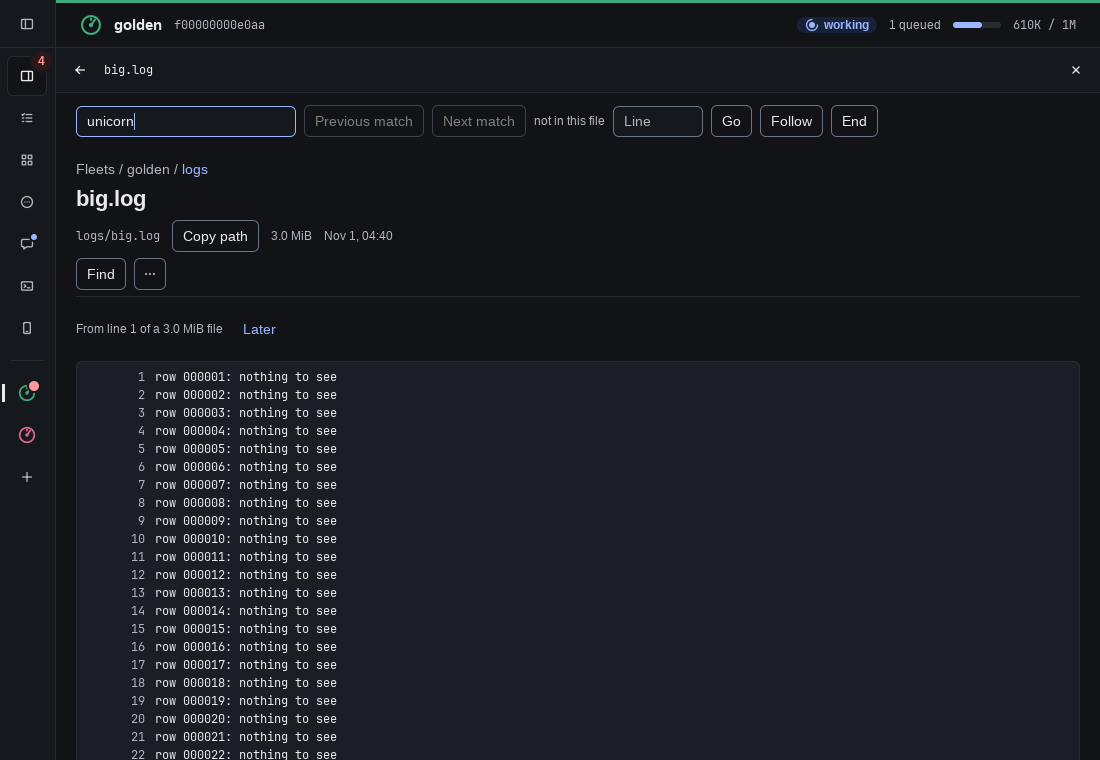 golden f00000000e0aa working 1 queued 610K / 1M
4
big.log
unicorn Previous match Next match not in this file Line Go Follow End
Fleets / golden / logs
big.log
logs/big.log Copy path 3.0 MiB Nov 1, 04:40
Find ...
From line 1 of a 3.0 MiB file Later
1 row 000001: nothing to see
2 row 000002: nothing to see
3 row 000003: nothing to see
4 row 000004: nothing to see
5 row 000005: nothing to see
6 row 000006: nothing to see
7 row 000007: nothing to see
8 row 000008: nothing to see
9 row 000009: nothing to see
10 row 000010: nothing to see
11 row 000011: nothing to see
12 row 000012: nothing to see
13 row 000013: nothing to see
14 row 000014: nothing to see
15 row 000015: nothing to see
16 row 000016: nothing to see
17 row 000017: nothing to see
18 row 000018: nothing to see
19 row 000019: nothing to see
20 row 000020: nothing to see
21 row 000021: nothing to see
22 row 000022: nothing to see